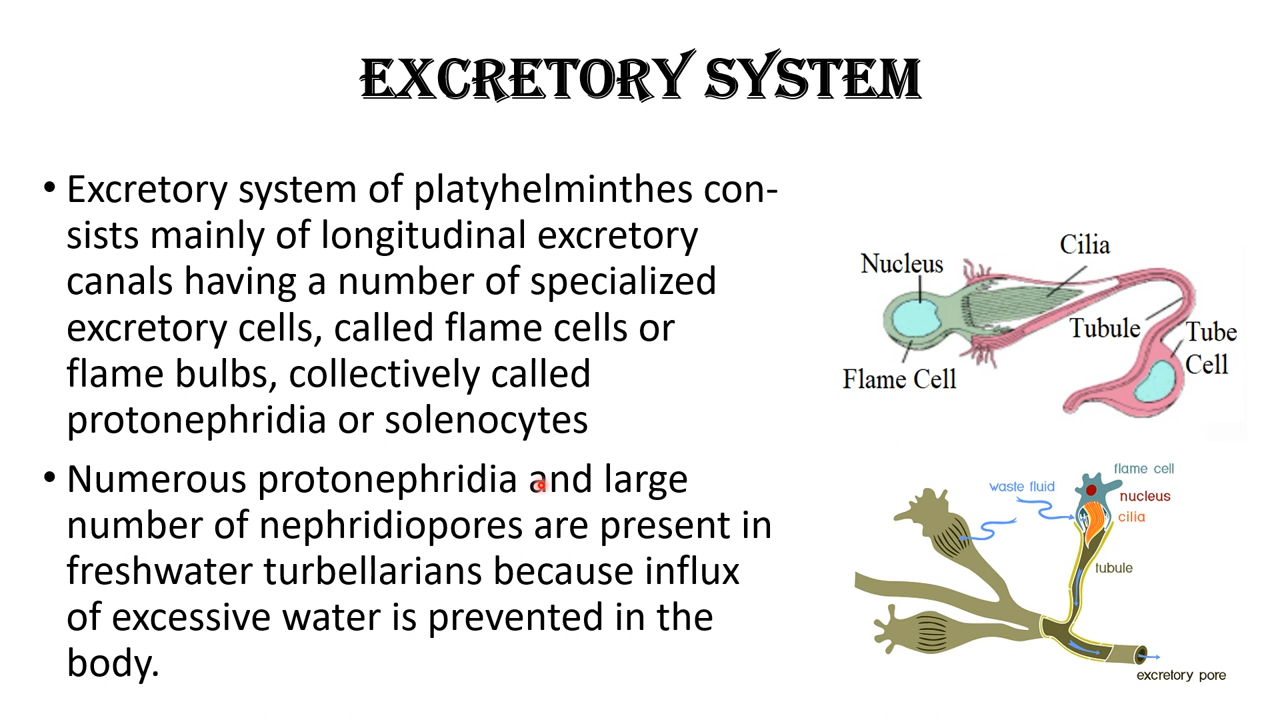 EXCRETORY SYSTEM
• Excretory system of platyhelminthes con-
sists mainly of longitudinal excretory
canals having a number of specialized
excretory cells, called flame cells or
flame bulbs, collectively called
protonephridia or solenocytes
• Numerous protonephridia and large
number of nephridiopores are present in
freshwater turbellarians because influx
of excessive water is prevented in the
body.
Cilia
Nucleus
Tubule
Tube
Cell
Flame Cell
flame cell
waste fluid
nucleus
cilia
tubule
excretory pore